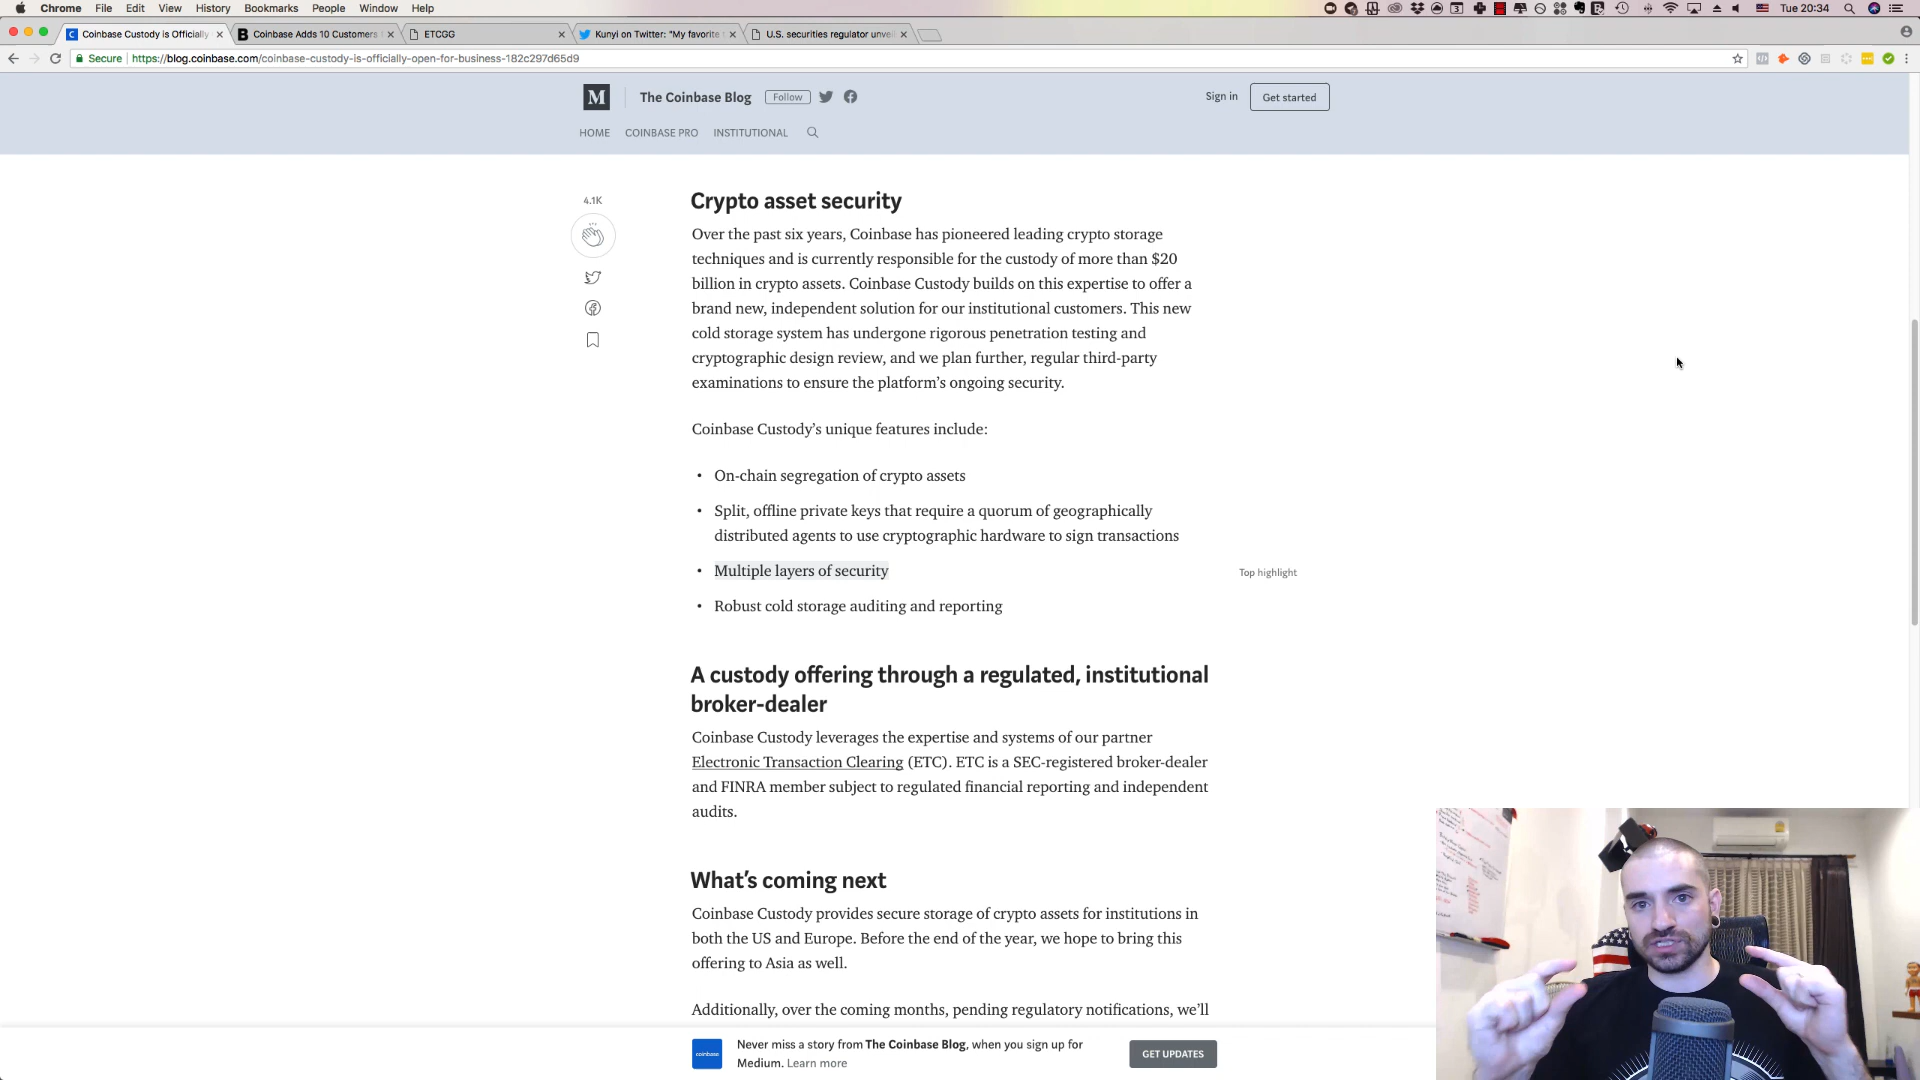 Chrome File Edit View History Bookmarks People Window Help
Tue 20:34
Coinbase Custody is Officially
Coinbase Adds 10 Customers
ETCGG
Kunyi on Twitter: "My favorite
U.S. securities regulator unvei
Secure
https://blog.coinbase.com/coinbase-custody-is-officially-open-for-business-182c297d65d9
M
The Coinbase Blog
Follow
Sign in
Get started
HOME COINBASE PRO INSTITUTIONAL
4.1K
Crypto asset security
Over the past six years, Coinbase has pioneered leading crypto storage
techniques and is currently responsible for the custody of more than $20
billion in crypto assets. Coinbase Custody builds on this expertise to offer a
brand new, independent solution for our institutional customers. This new
cold storage system has undergone rigorous penetration testing and
cryptographic design review, and we plan further, regular third-party
examinations to ensure the platform’s ongoing security.
Coinbase Custody’s unique features include:
• On-chain segregation of crypto assets
• Split, offline private keys that require a quorum of geographically
distributed agents to use cryptographic hardware to sign transactions
• Multiple layers of security
Top highlight
• Robust cold storage auditing and reporting
A custody offering through a regulated, institutional
broker-dealer
Coinbase Custody leverages the expertise and systems of our partner
Electronic Transaction Clearing (ETC). ETC is a SEC-registered broker-dealer
and FINRA member subject to regulated financial reporting and independent
audits.
What’s coming next
Coinbase Custody provides secure storage of crypto assets for institutions in
both the US and Europe. Before the end of the year, we hope to bring this
offering to Asia as well.
Additionally, over the coming months, pending regulatory notifications, we’ll
coinbase
Never miss a story from The Coinbase Blog, when you sign up for
Medium. Learn more
GET UPDATES